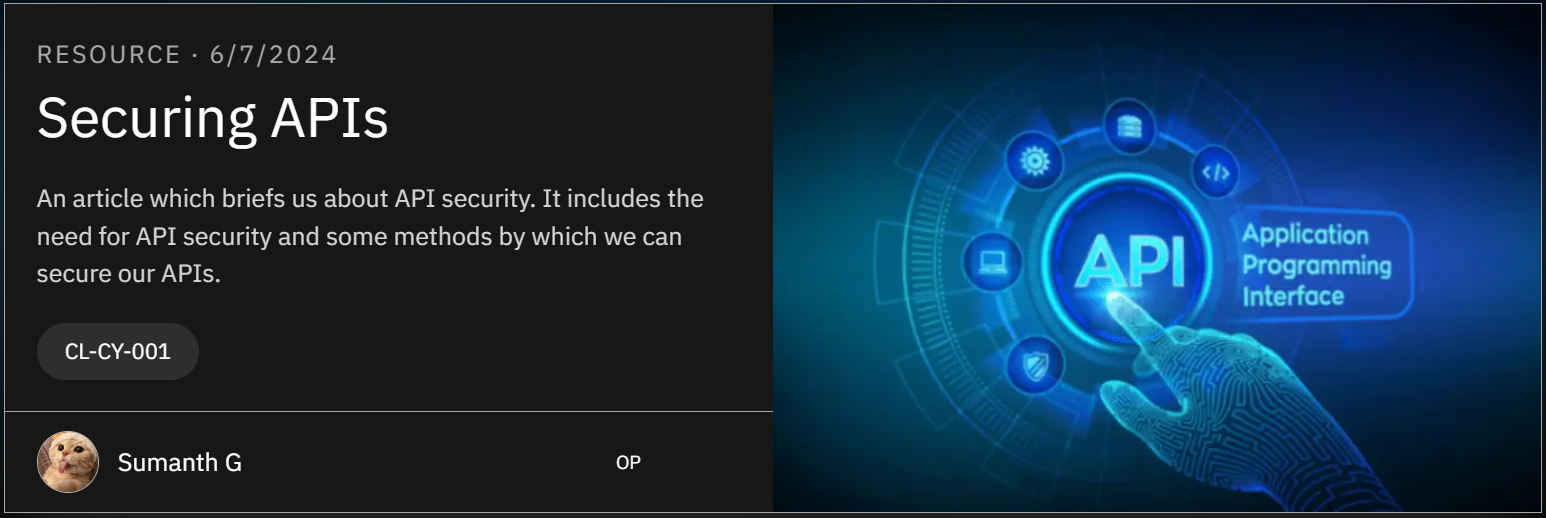 RESOURCE · 6/7/2024
Securing APIs
An article which briefs us about API security. It includes the
need for API security and some methods by which we can
secure our APIs.
CL-CY-001
Sumanth G
OP
API
Application
Programming
Interface